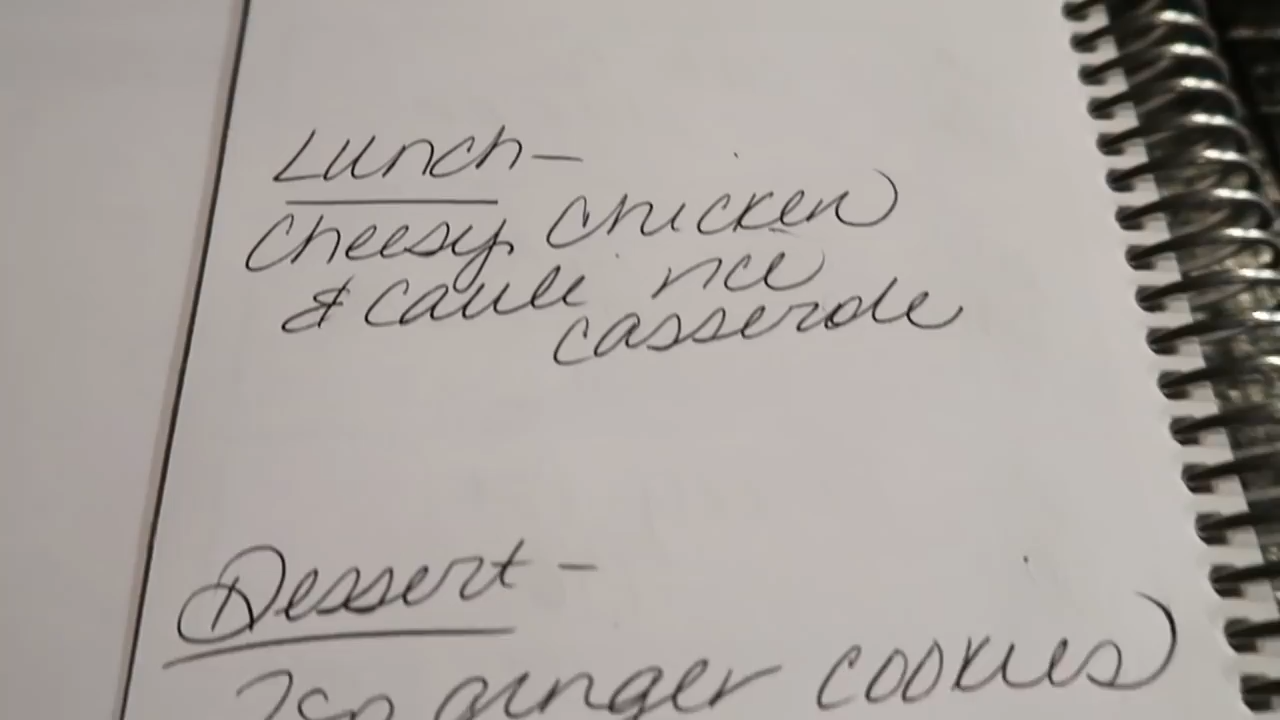 Lunch-
Cheesy Chicken
& Cauli rice
casserole
Dessert -
ginger cookies